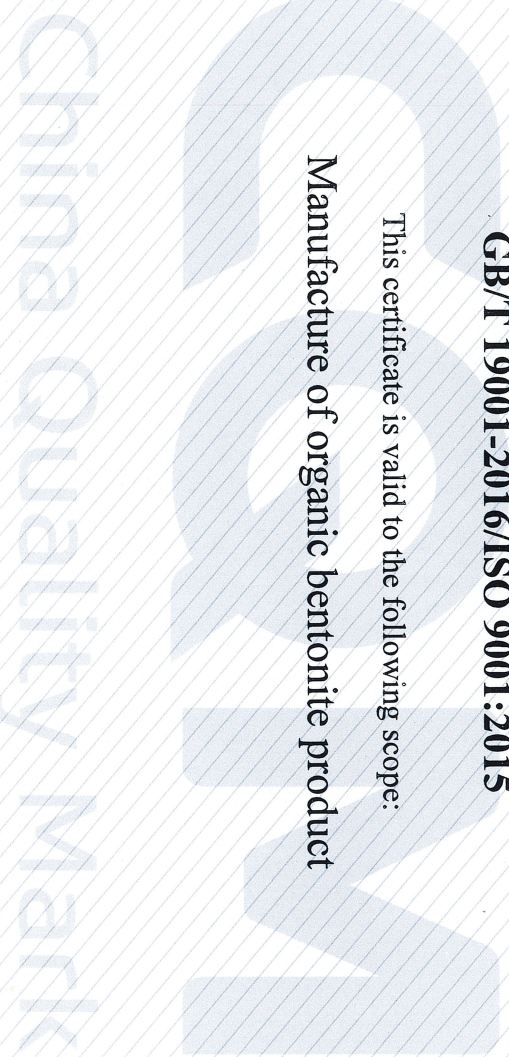 GB/T 19001-2016/ISO 9001:2015
This certificate is valid to the following scope:
Manufacture of organic bentonite product
CQM
China Quality Mark